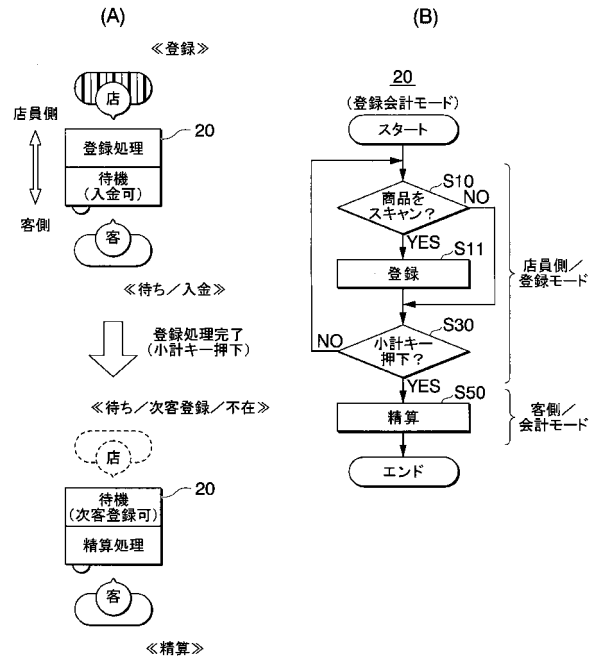 (A)
≪登録≫
店
店員側
客側
20
登録処理
待機
(入金可)
客
≪待ち/入金≫
登録処理完了
(小計キー押下)
≪待ち/次客登録/不在≫
店
20
待機
(次客登録可)
精算処理
客
≪精算≫
(B)
20
(登録会計モード)
スタート
S10
商品を
スキャン?
NO
YES
S11
登録
店員側/
登録モード
S30
小計キー
押下?
NO
YES
S50
精算
客側/
会計モード
エンド